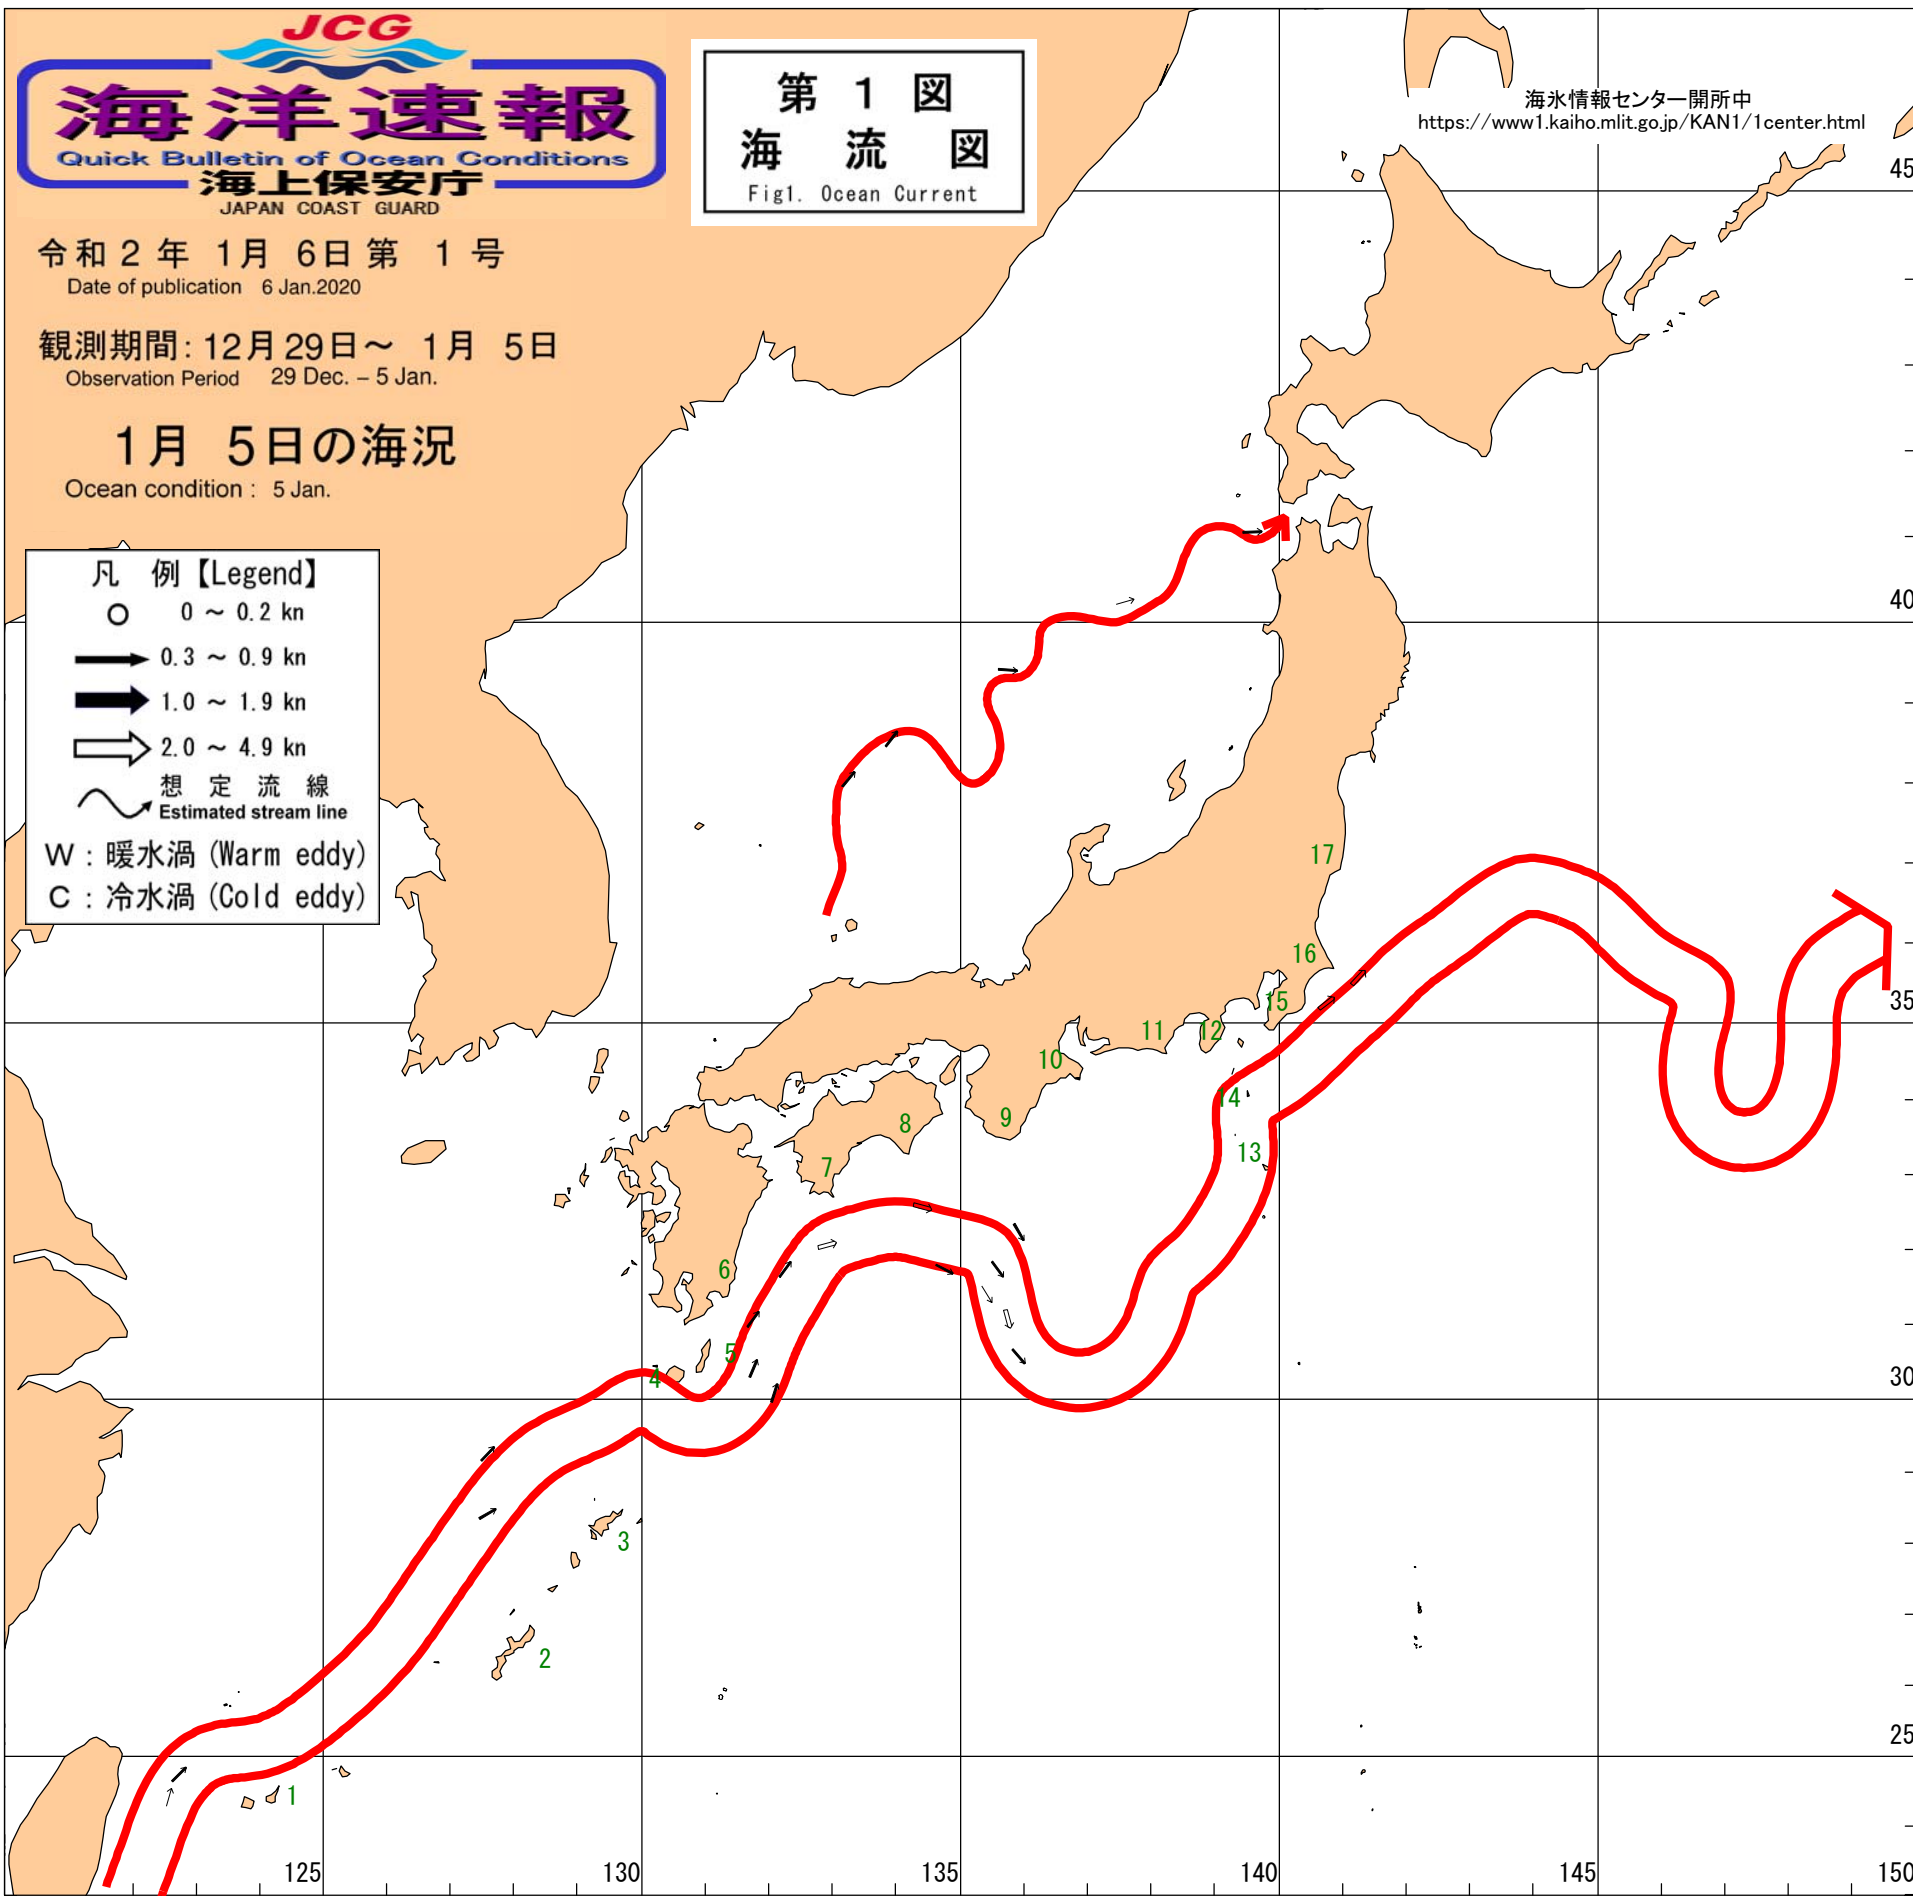 JCG
海洋速報
Quick Bulletin of Ocean Conditions
海上保安庁
JAPAN COAST GUARD
第 1 図
海 流 図
Fig1. Ocean Current
海氷情報センター開所中
https://www1.kaiho.mlit.go.jp/KAN1/1center.html
令和 2 年 1月 6日 第 1 号
Date of publication 6 Jan.2020
観測期間: 12月 29日～ 1月 5日
Observation Period 29 Dec. – 5 Jan.
1月 5日の海況
Ocean condition : 5 Jan.
凡 例【Legend】
0 ～ 0.2 kn
0.3 ～ 0.9 kn
1.0 ～ 1.9 kn
2.0 ～ 4.9 kn
想 定 流 線
Estimated stream line
W : 暖水渦 (Warm eddy)
C : 冷水渦 (Cold eddy)
45
40
17
16
35
15
11
12
10
14
8
9
13
7
6
5
4
30
3
2
25
1
125
130
135
140
145
150